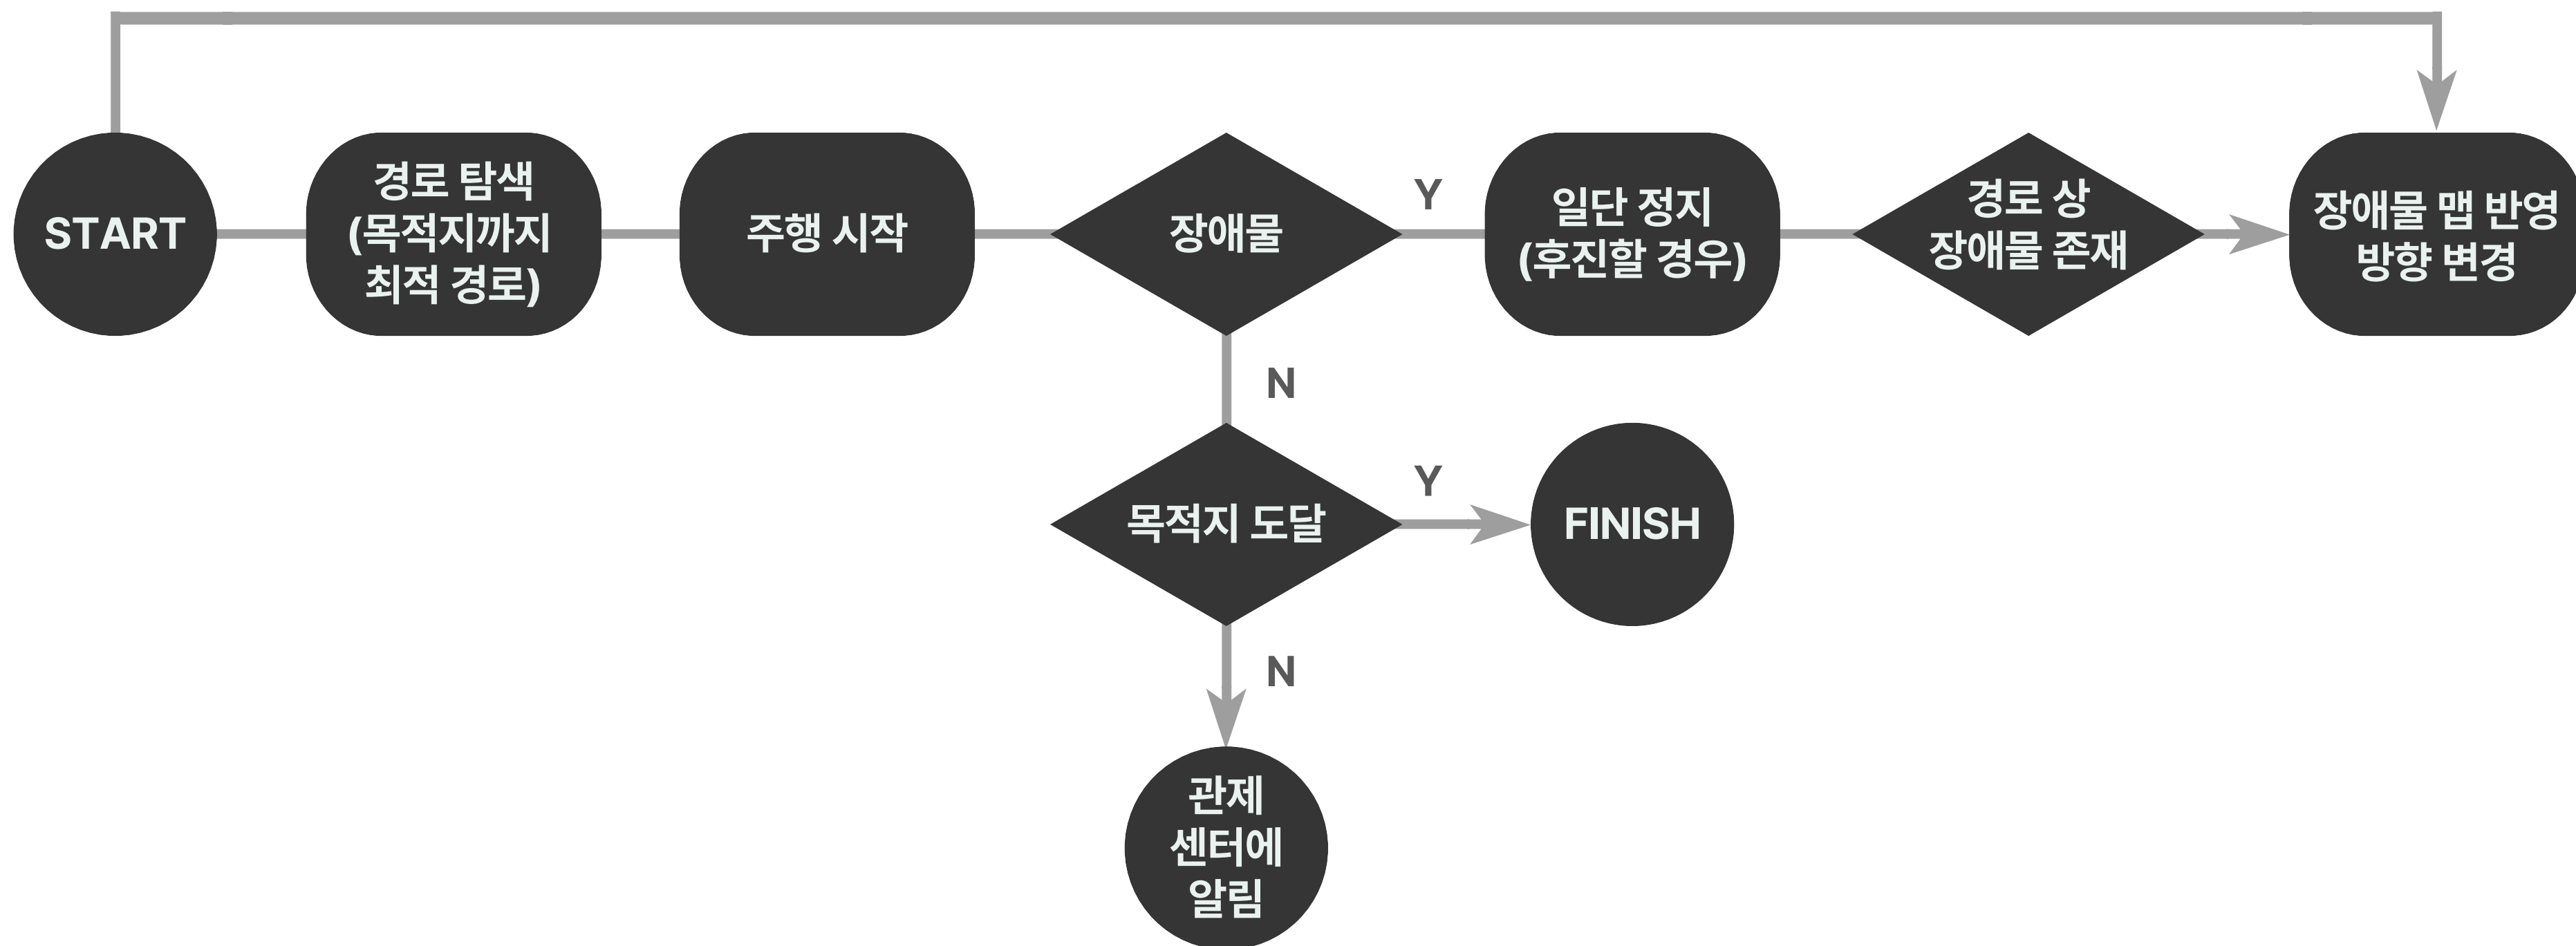 START
경로 탐색
(목적지까지
최적 경로)
주행 시작
장애물
Y
일단 정지
(후진할 경우)
경로 상
장애물 존재
장애물 맵 반영
방향 변경
N
목적지 도달
Y
FINISH
N
관제
센터에
알림